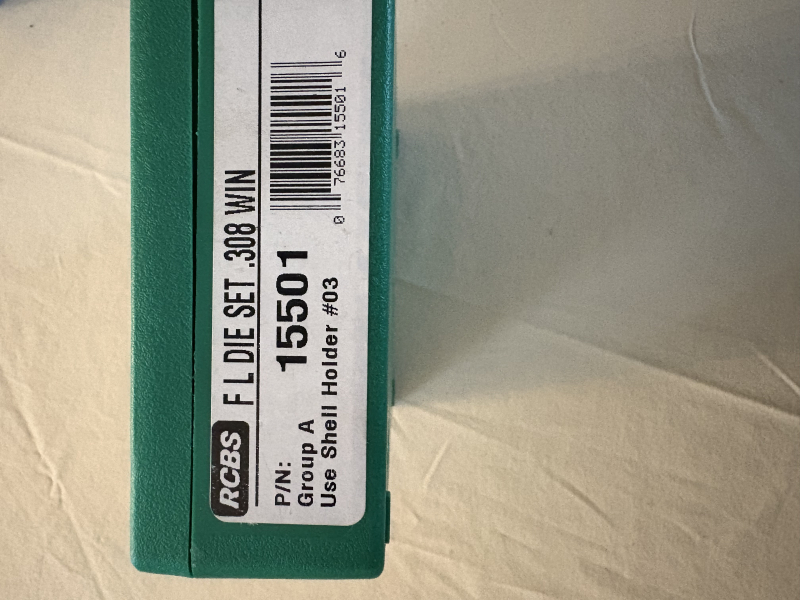 RCBS F L DIE SET .308 WIN
P/N: 15501
Group A
Use Shell Holder #03
0 76683 15501 6